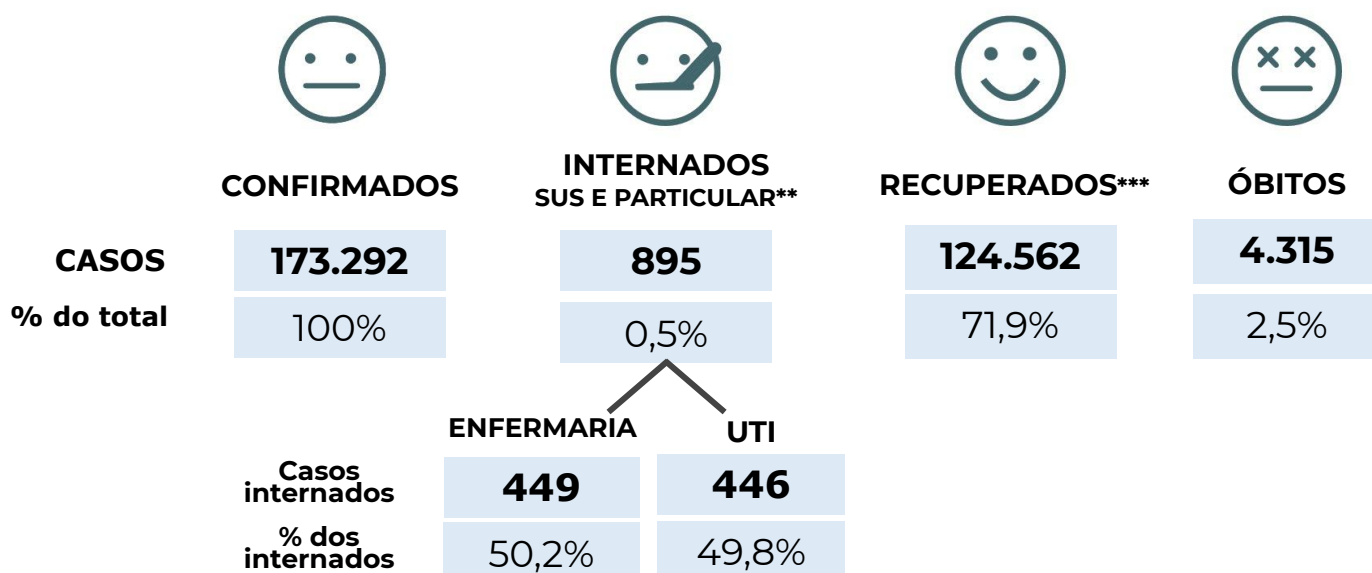 CONFIRMADOS
INTERNADOS
SUS E PARTICULAR**
RECUPERADOS***
ÓBITOS
CASOS
173.292
895
124.562
4.315
% do total
100%
0,5%
71,9%
2,5%
ENFERMARIA
UTI
Casos
internados
449
446
% dos
internados
50,2%
49,8%